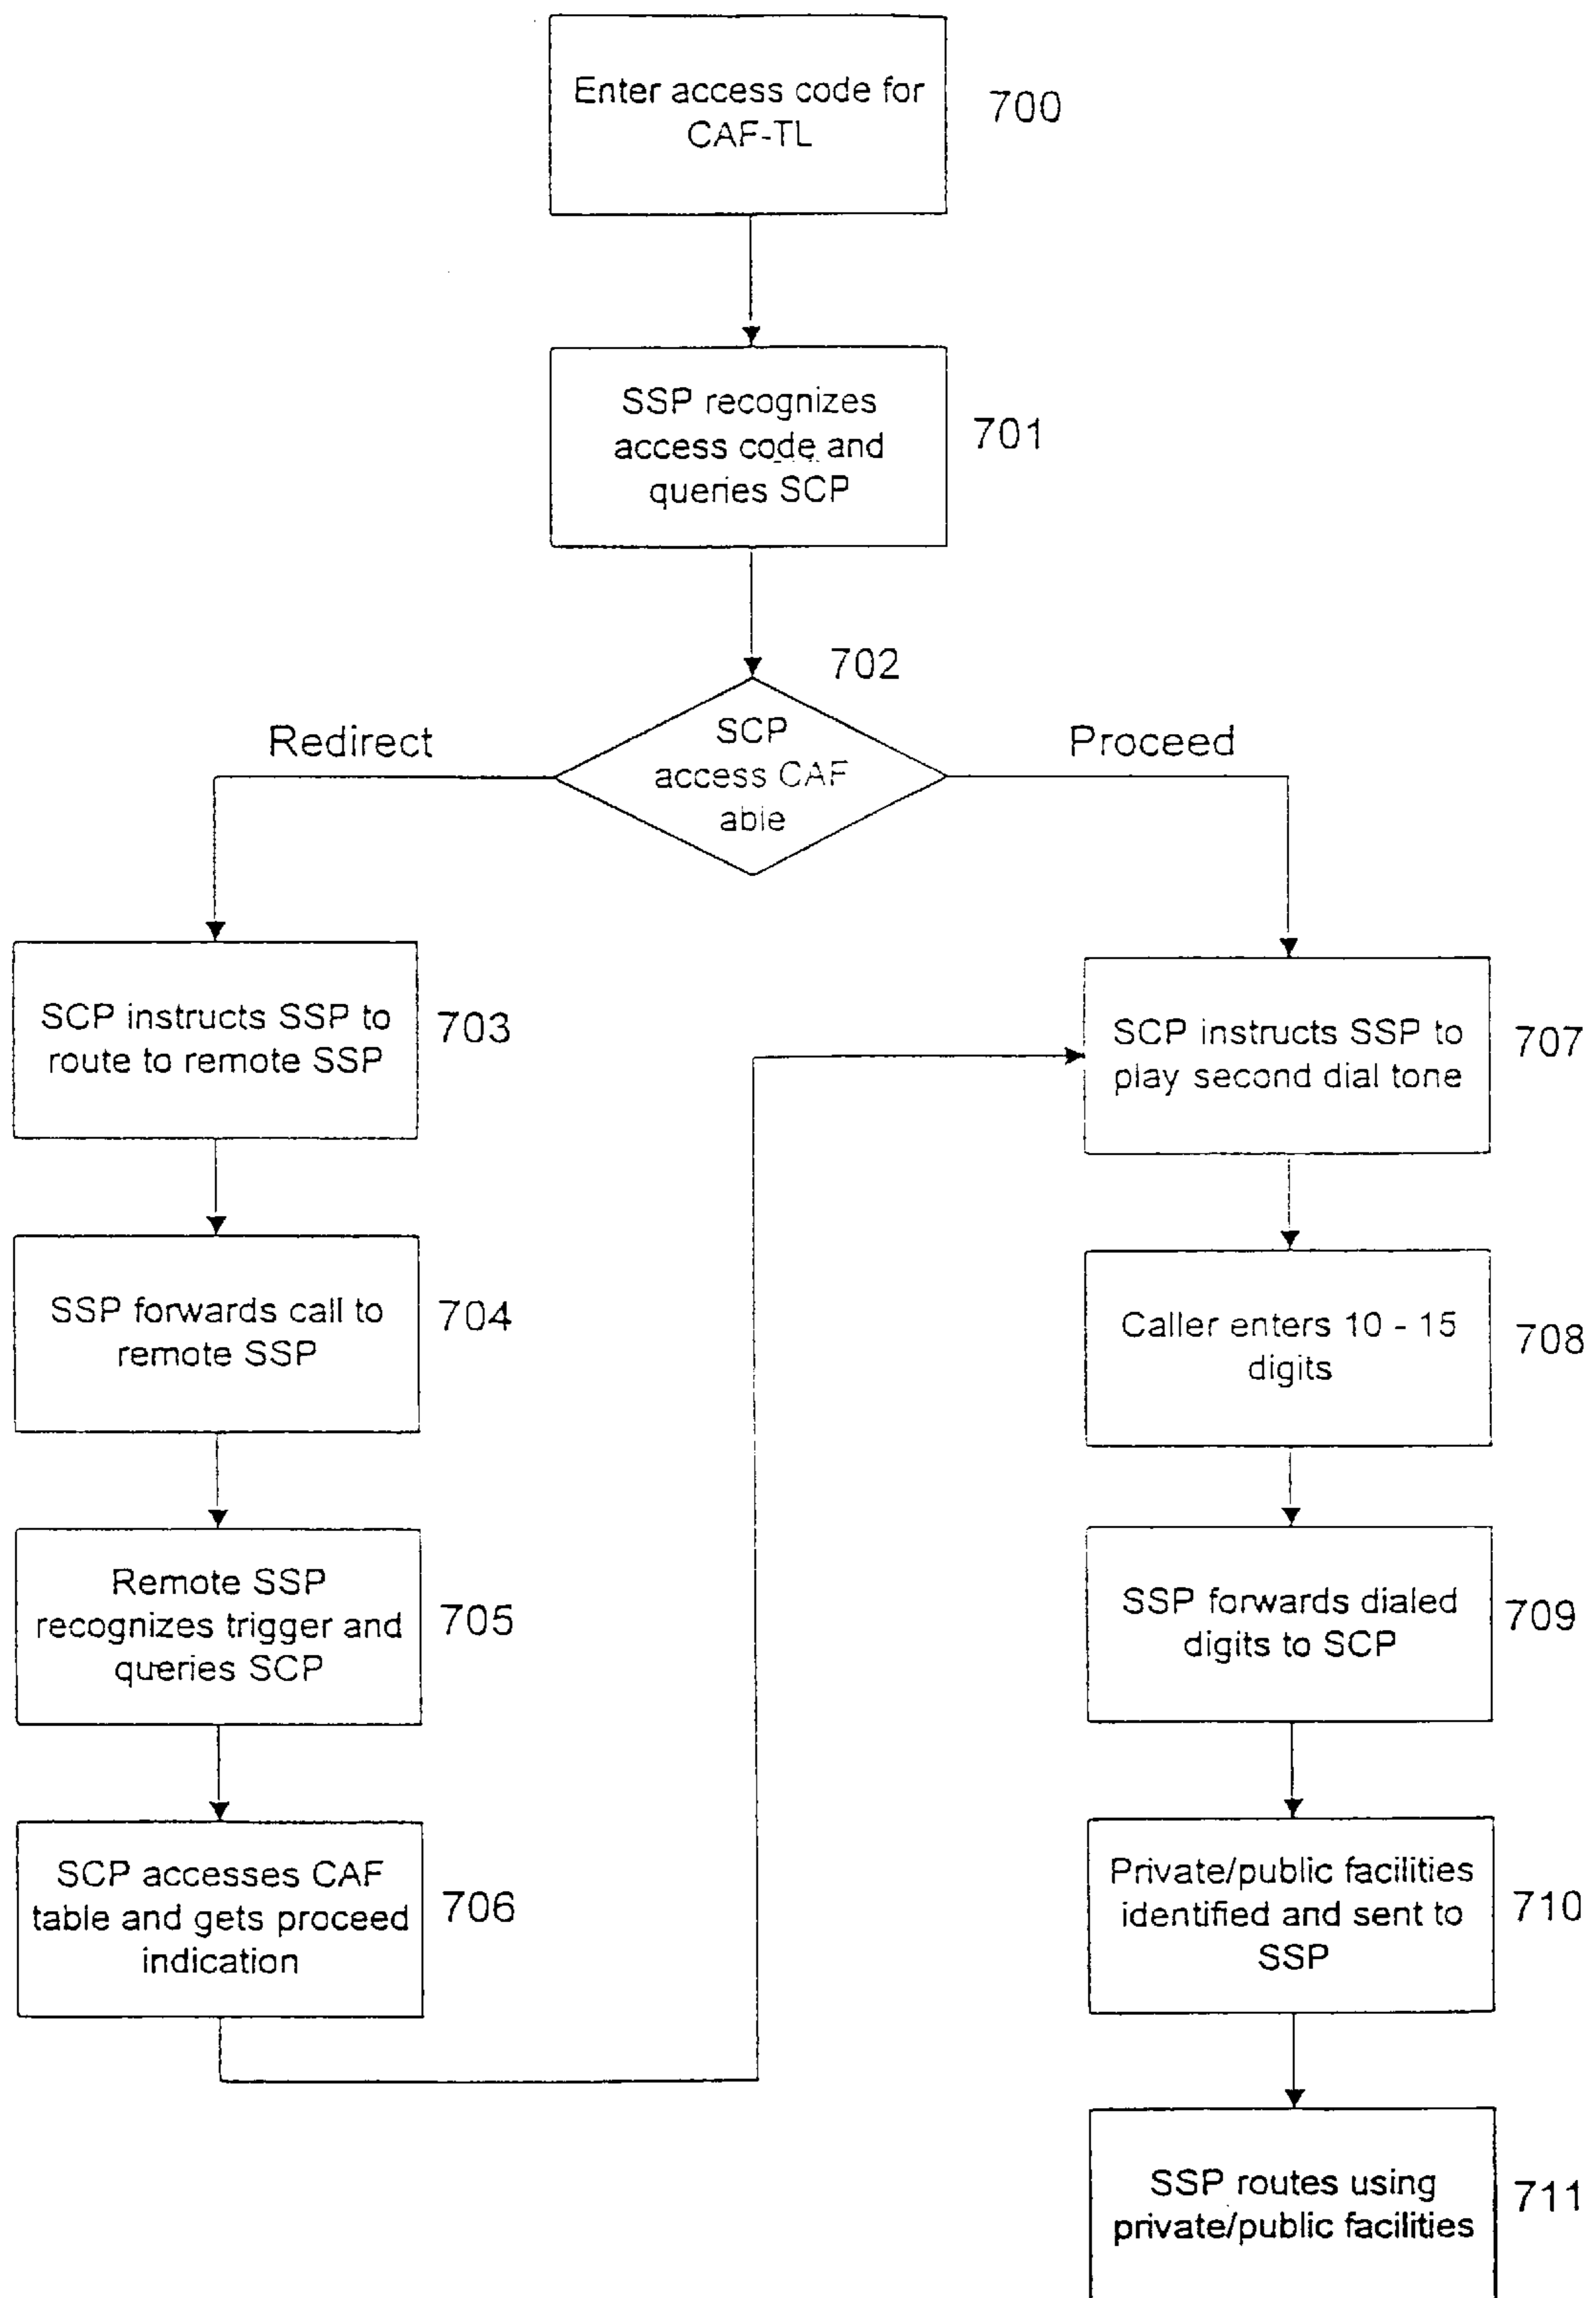 Enter access code for
CAF-TL
700
SSP recognizes
access code and
queries SCP
701
702
Redirect
SCP
access CAF
able
Proceed
SCP instructs SSP to
route to remote SSP
703
SSP forwards call to
remote SSP
704
Remote SSP
recognizes trigger and
queries SCP
705
SCP accesses CAF
table and gets proceed
indication
706
SCP instructs SSP to
play second dial tone
707
Caller enters 10 - 15
digits
708
SSP forwards dialed
digits to SCP
709
Private/public facilities
identified and sent to
SSP
710
SSP routes using
private/public facilities
711